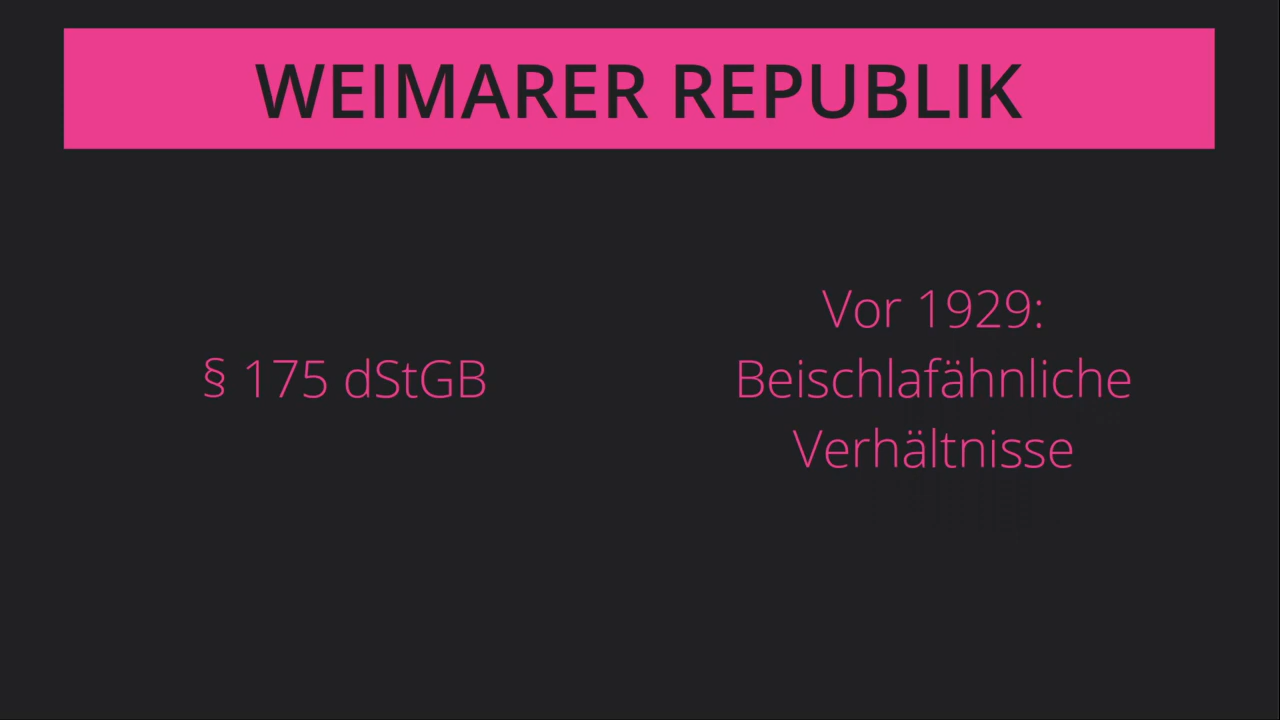 WEIMARER REPUBLIK
§ 175 dStGB
Vor 1929:
Beischlafähnliche
Verhältnisse